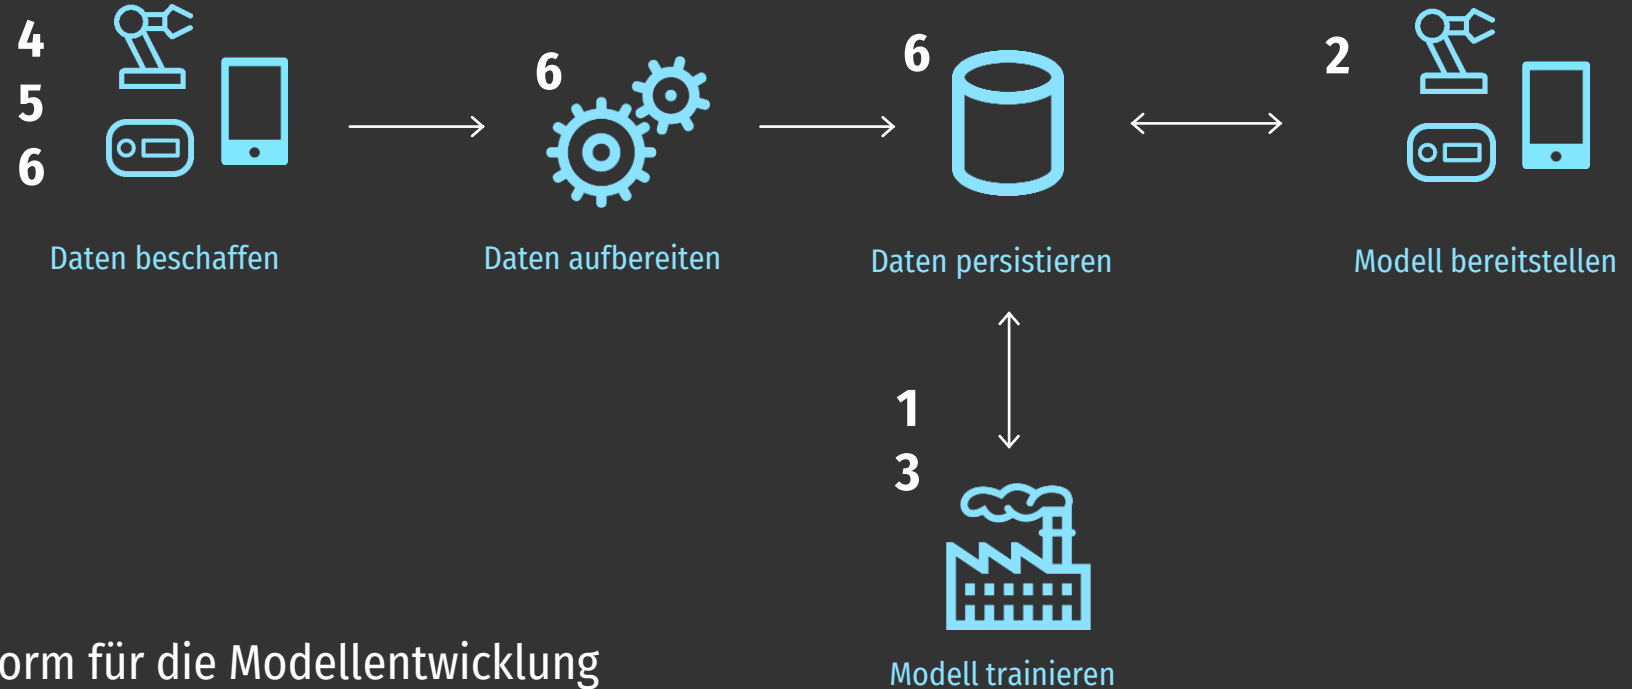 4
5
6
6
6
2
Daten beschaffen
Daten aufbereiten
Daten persistieren
Modell bereitstellen
1
3
orm für die Modellentwicklung
Modell trainieren